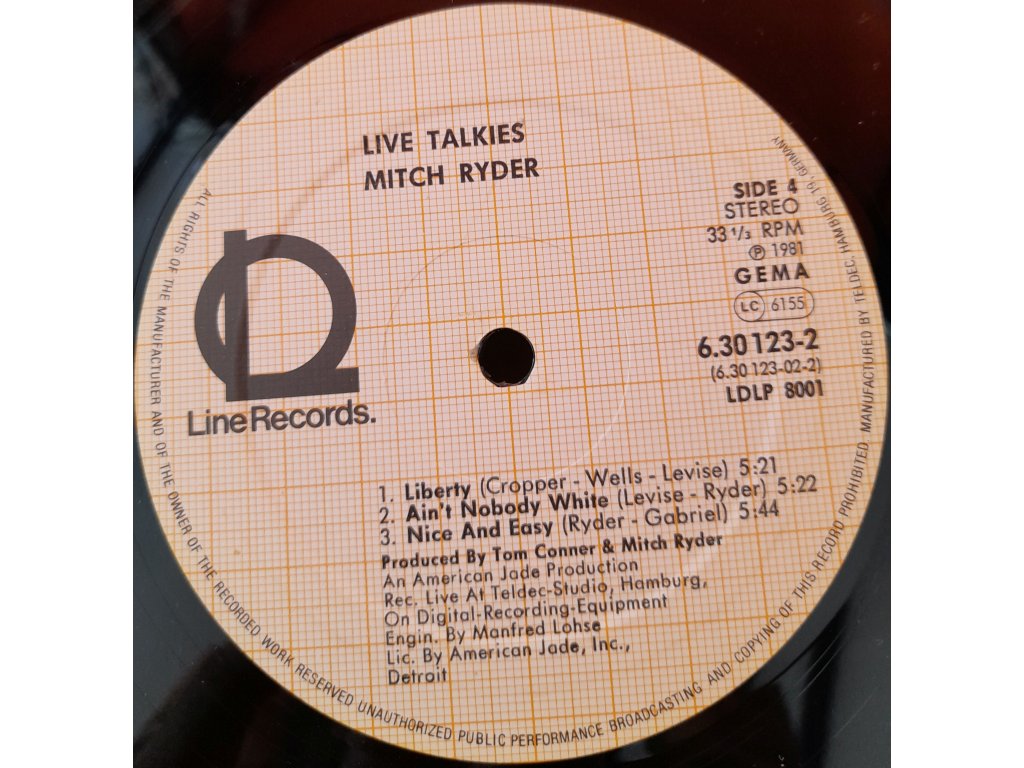 LIVE TALKIES
MITCH RYDER
SIDE 4
STEREO
33 1/3 RPM
Ⓟ 1981
GEMA
LC 6155
6.30 123-2
(6.30 123-02-2)
LDLP 8001
Line Records.
1. Liberty (Cropper - Wells - Levise) 5:21
2. Ain't Nobody White (Levise - Ryder) 5:22
3. Nice And Easy (Ryder - Gabriel) 5:44
Produced By Tom Conner & Mitch Ryder
An American Jade Production
Rec. Live At Teldec-Studio, Hamburg,
On Digital-Recording-Equipment
Engin. By Manfred Lohse
Lic. By American Jade, Inc.,
Detroit
ALL RIGHTS OF THE MANUFACTURER AND OF THE OWNER OF THE RECORDED WORK RESERVED UNAUTHORIZED PUBLIC PERFORMANCE BROADCASTING AND COPYING OF THIS RECORD PROHIBITED. MANUFACTURED BY TELDEC, HAMBURG 19, GERMANY